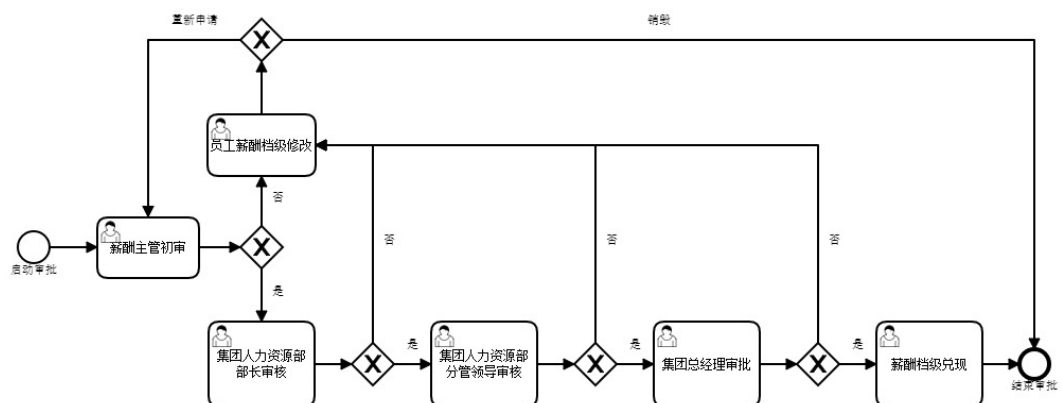 重新申请
销毁
员工薪酬档级修改
否
否
否
否
薪酬主管初审
启动审批
是
集团人力资源部
部长审核
是
集团人力资源部
分管领导审核
是
集团总经理审批
是
薪酬档级兑现
结束审批